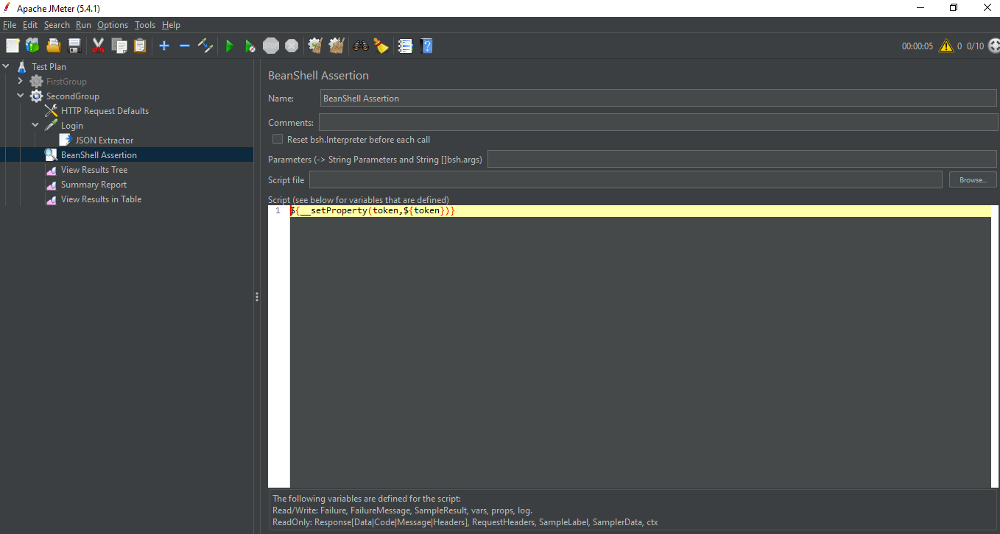 Apache JMeter (5.4.1)
File Edit Search Run Options Tools Help
STOP
00:00:05 0 0/10
Test Plan
FirstGroup
SecondGroup
HTTP Request Defaults
Login
JSON Extractor
BeanShell Assertion
View Results Tree
Summary Report
View Results in Table
BeanShell Assertion
Name: BeanShell Assertion
Comments:
Reset bsh.Interpreter before each call
Parameters (-> String Parameters and String []bsh.args)
Script file Browse...
Script (see below for variables that are defined)
1 ${__setProperty(token,${token})}
The following variables are defined for the script:
Read/Write: Failure, FailureMessage, SampleResult, vars, props, log.
ReadOnly: Response[Data|Code|Message|Headers], RequestHeaders, SampleLabel, SamplerData, ctx